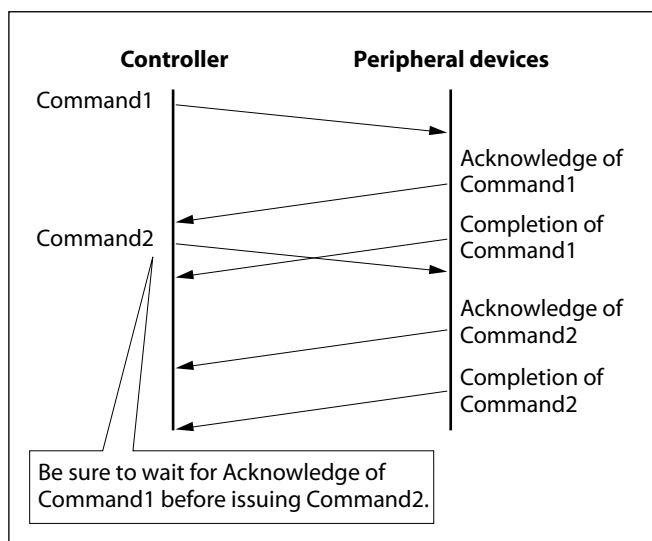 Controller
Peripheral devices
Command1
Acknowledge of
Command1
Command2
Completion of
Command1
Acknowledge of
Command2
Completion of
Command2
Be sure to wait for Acknowledge of
Command1 before issuing Command2.